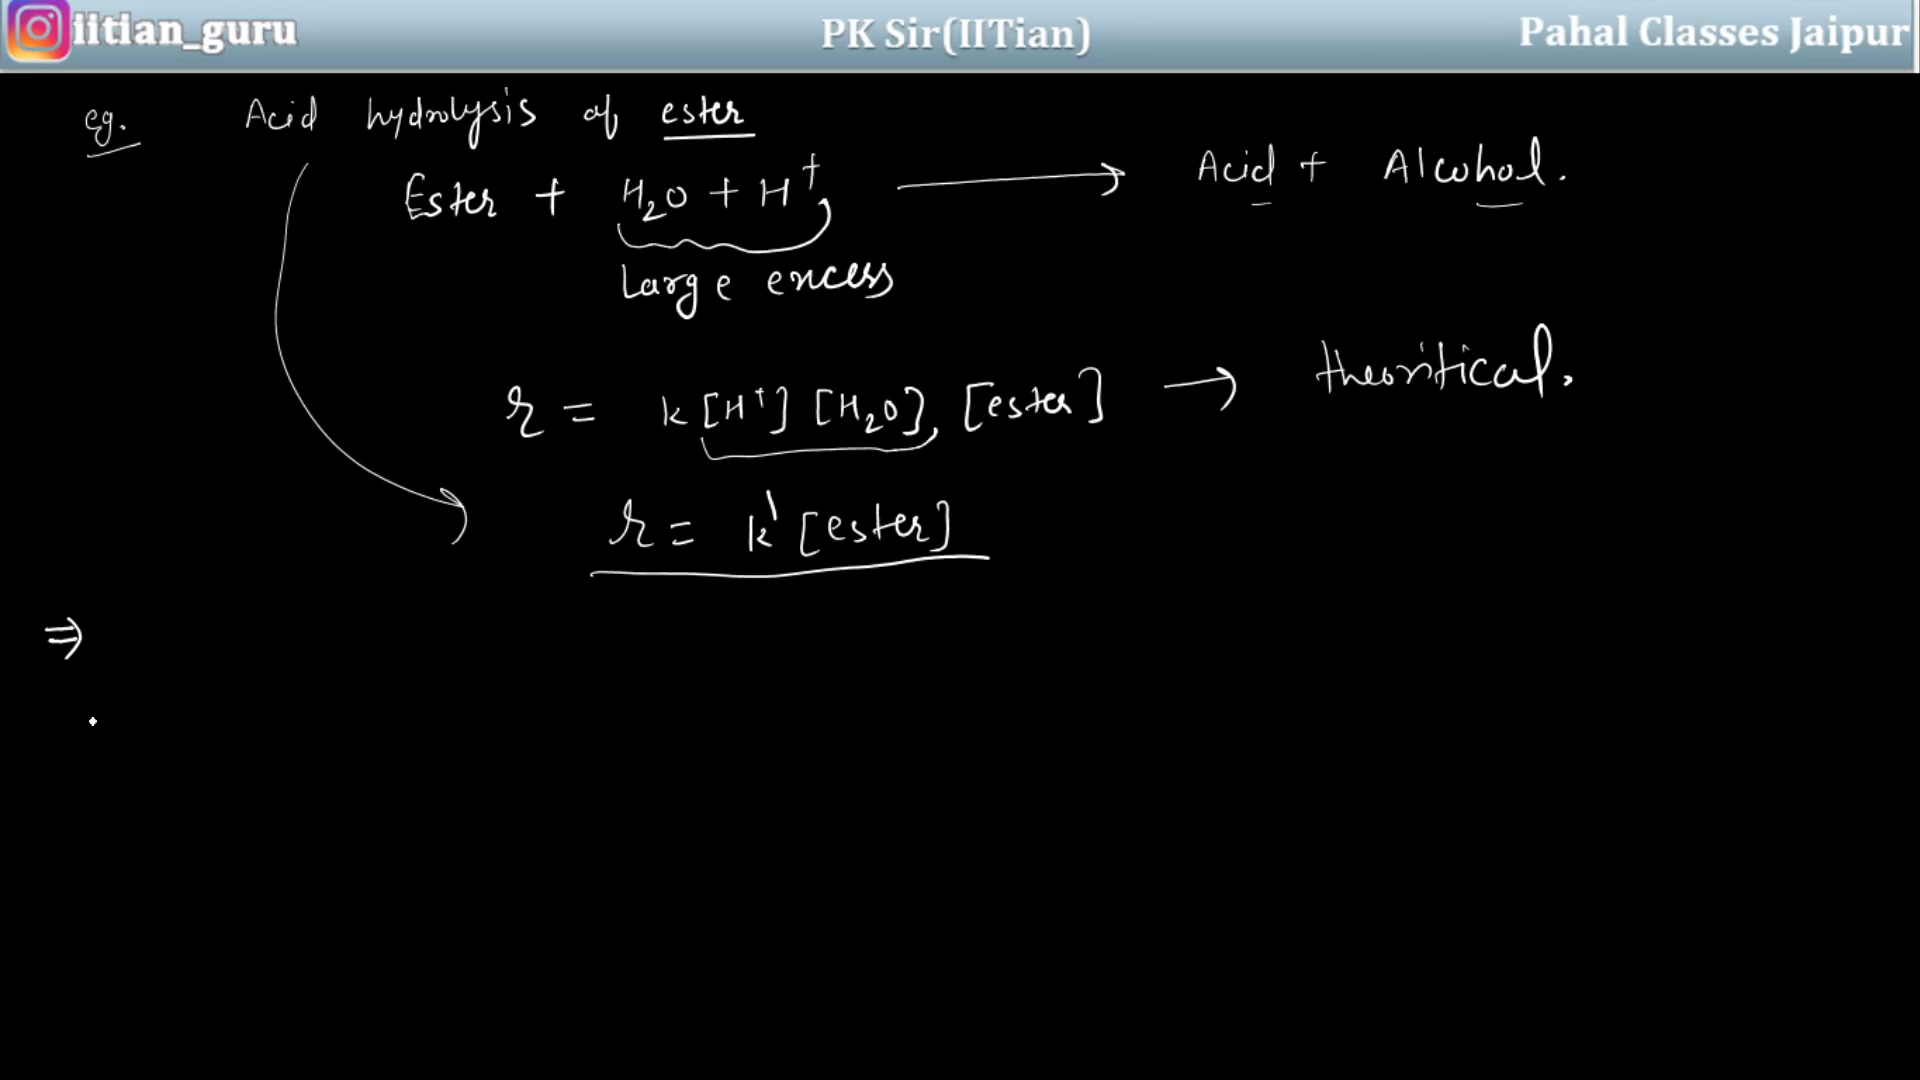 iitian_guru PK Sir(IITian) Pahal Classes Jaipur
eg. Acid hydrolysis of ester
Ester + H₂O + H⁺ ⟶ Acid + Alcohol.
Large excess
r = k [H⁺] [H₂O], [ester] → theoritical.
r = k' [ester]
⇒